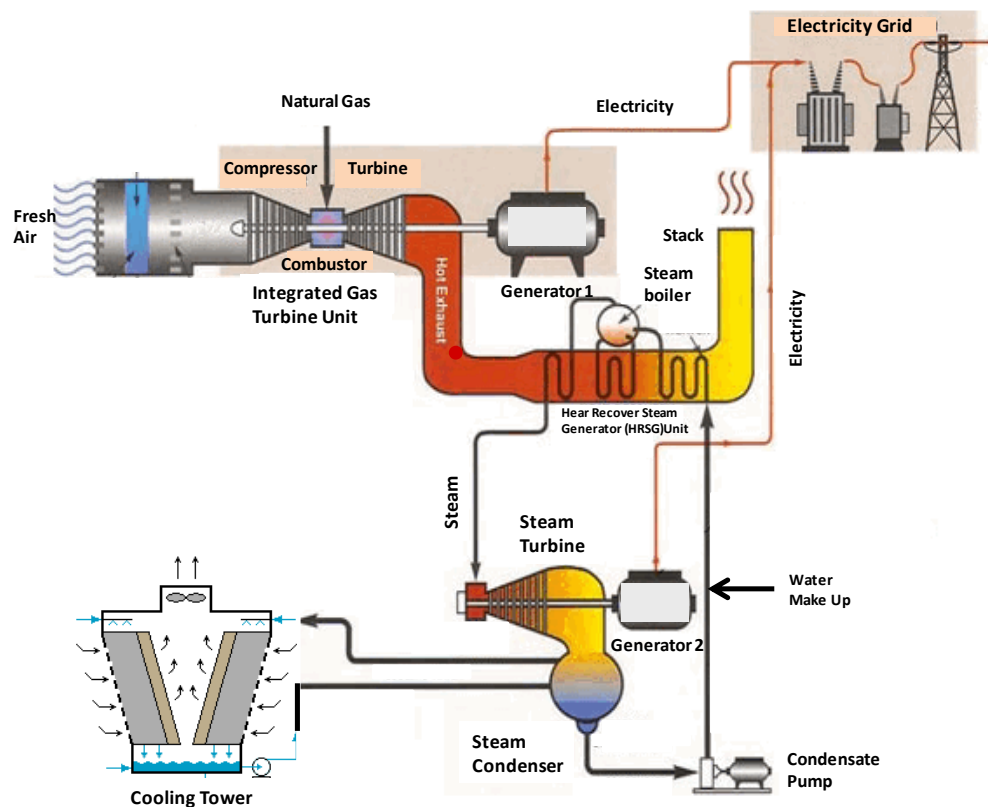 Electricity Grid
Natural Gas
Electricity
Compressor
Turbine
Fresh
Air
Combustor
Integrated Gas
Turbine Unit
Hot Exhaust
Generator 1
Steam
boiler
Stack
Electricity
Hear Recover Steam
Generator (HRSG)Unit
Steam
Steam
Turbine
Generator 2
Water
Make Up
Steam
Condenser
Condensate
Pump
Cooling Tower